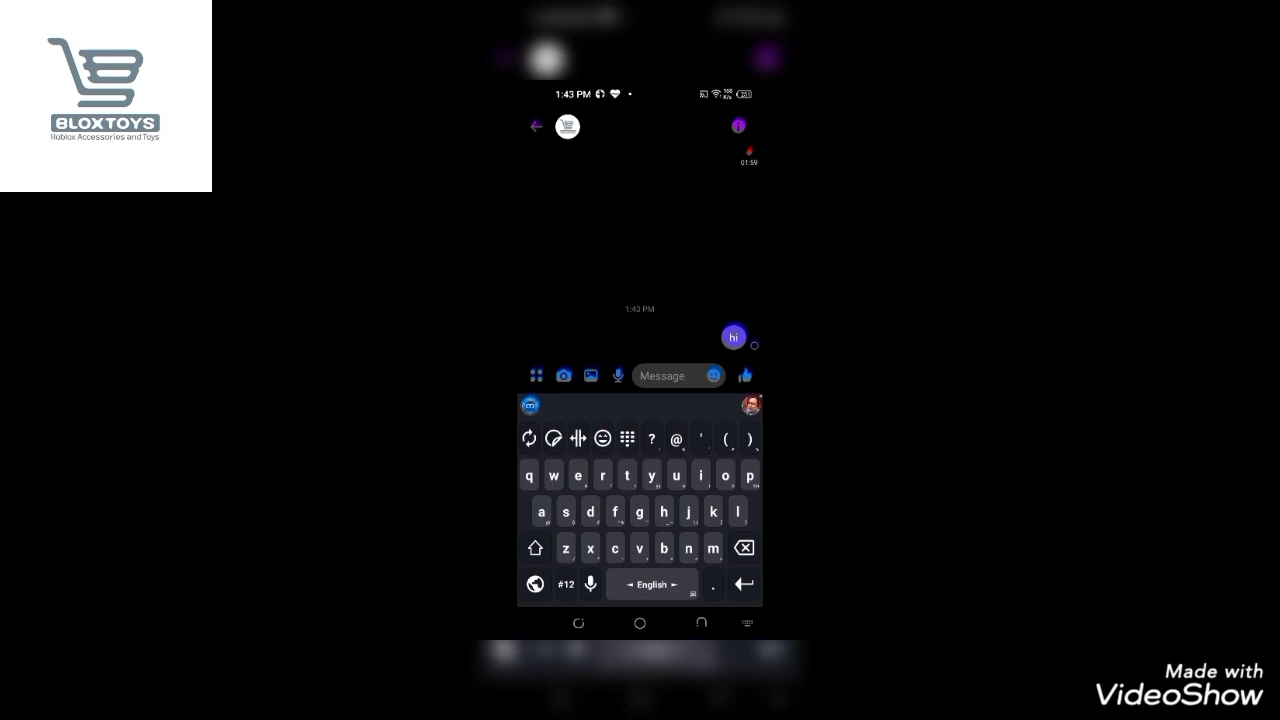 BLOXTOYS
Roblox Accessories and Toys
1:43 PM
168
K/s
01:59
1:43 PM
hi
Message
? @ ' ( )
q w e r t y u i o p
a s d f g h j k l
z x c v b n m
#12 English .
Made with
VideoShow